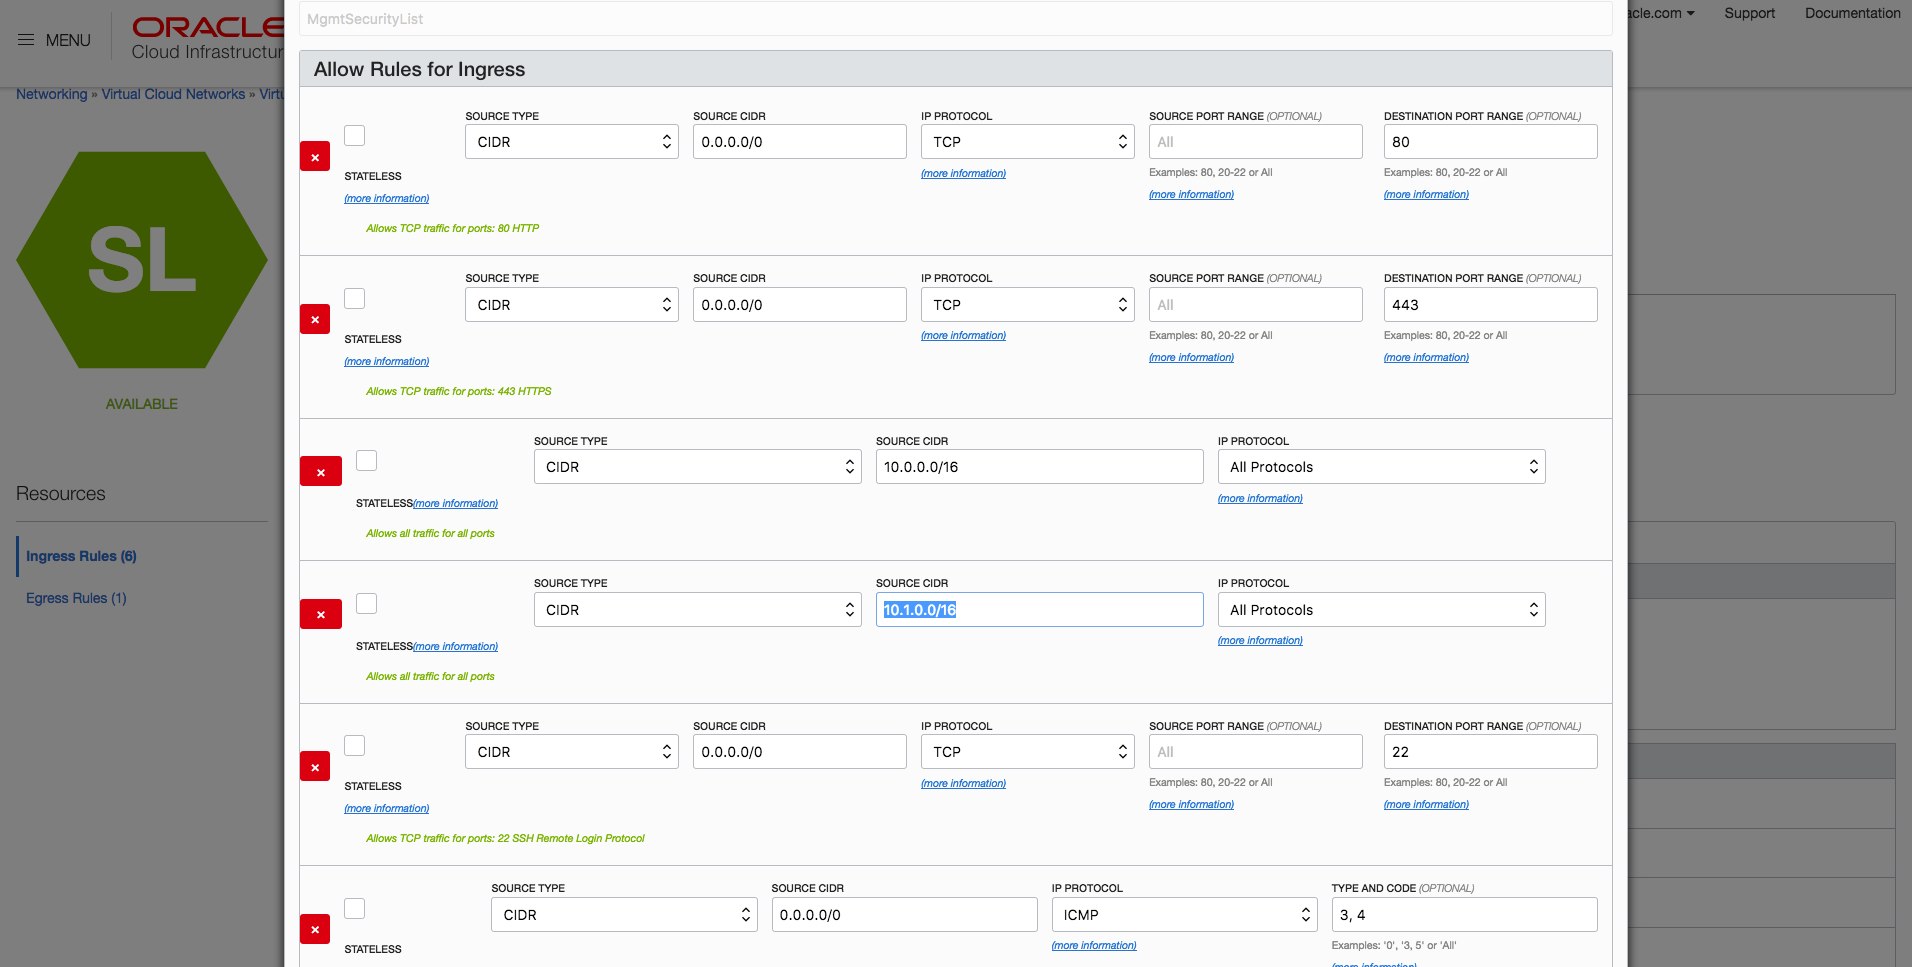 MgmtSecurityList
ORACLE
Cloud Infrastructur
MENU
acle.com
Support
Documentation
Networking » Virtual Cloud Networks » Virtu
SL
AVAILABLE
Resources
Ingress Rules (6)
Egress Rules (1)
Allow Rules for Ingress
SOURCE TYPE SOURCE CIDR IP PROTOCOL SOURCE PORT RANGE (OPTIONAL) DESTINATION PORT RANGE (OPTIONAL)
CIDR 0.0.0.0/0 TCP All 80
× STATELESS (more information) Examples: 80, 20-22 or All Examples: 80, 20-22 or All
(more information) (more information) (more information)
Allows TCP traffic for ports: 80 HTTP
SOURCE TYPE SOURCE CIDR IP PROTOCOL SOURCE PORT RANGE (OPTIONAL) DESTINATION PORT RANGE (OPTIONAL)
CIDR 0.0.0.0/0 TCP All 443
× STATELESS (more information) Examples: 80, 20-22 or All Examples: 80, 20-22 or All
(more information) (more information) (more information)
Allows TCP traffic for ports: 443 HTTPS
SOURCE TYPE SOURCE CIDR IP PROTOCOL
CIDR 10.0.0.0/16 All Protocols
× STATELESS(more information) (more information)
Allows all traffic for all ports
SOURCE TYPE SOURCE CIDR IP PROTOCOL
CIDR 10.1.0.0/16 All Protocols
× STATELESS(more information) (more information)
Allows all traffic for all ports
SOURCE TYPE SOURCE CIDR IP PROTOCOL SOURCE PORT RANGE (OPTIONAL) DESTINATION PORT RANGE (OPTIONAL)
CIDR 0.0.0.0/0 TCP All 22
× STATELESS (more information) Examples: 80, 20-22 or All Examples: 80, 20-22 or All
(more information) (more information) (more information)
Allows TCP traffic for ports: 22 SSH Remote Login Protocol
SOURCE TYPE SOURCE CIDR IP PROTOCOL TYPE AND CODE (OPTIONAL)
CIDR 0.0.0.0/0 ICMP 3, 4
× STATELESS (more information) Examples: '0', '3, 5' or 'All'
(more information)